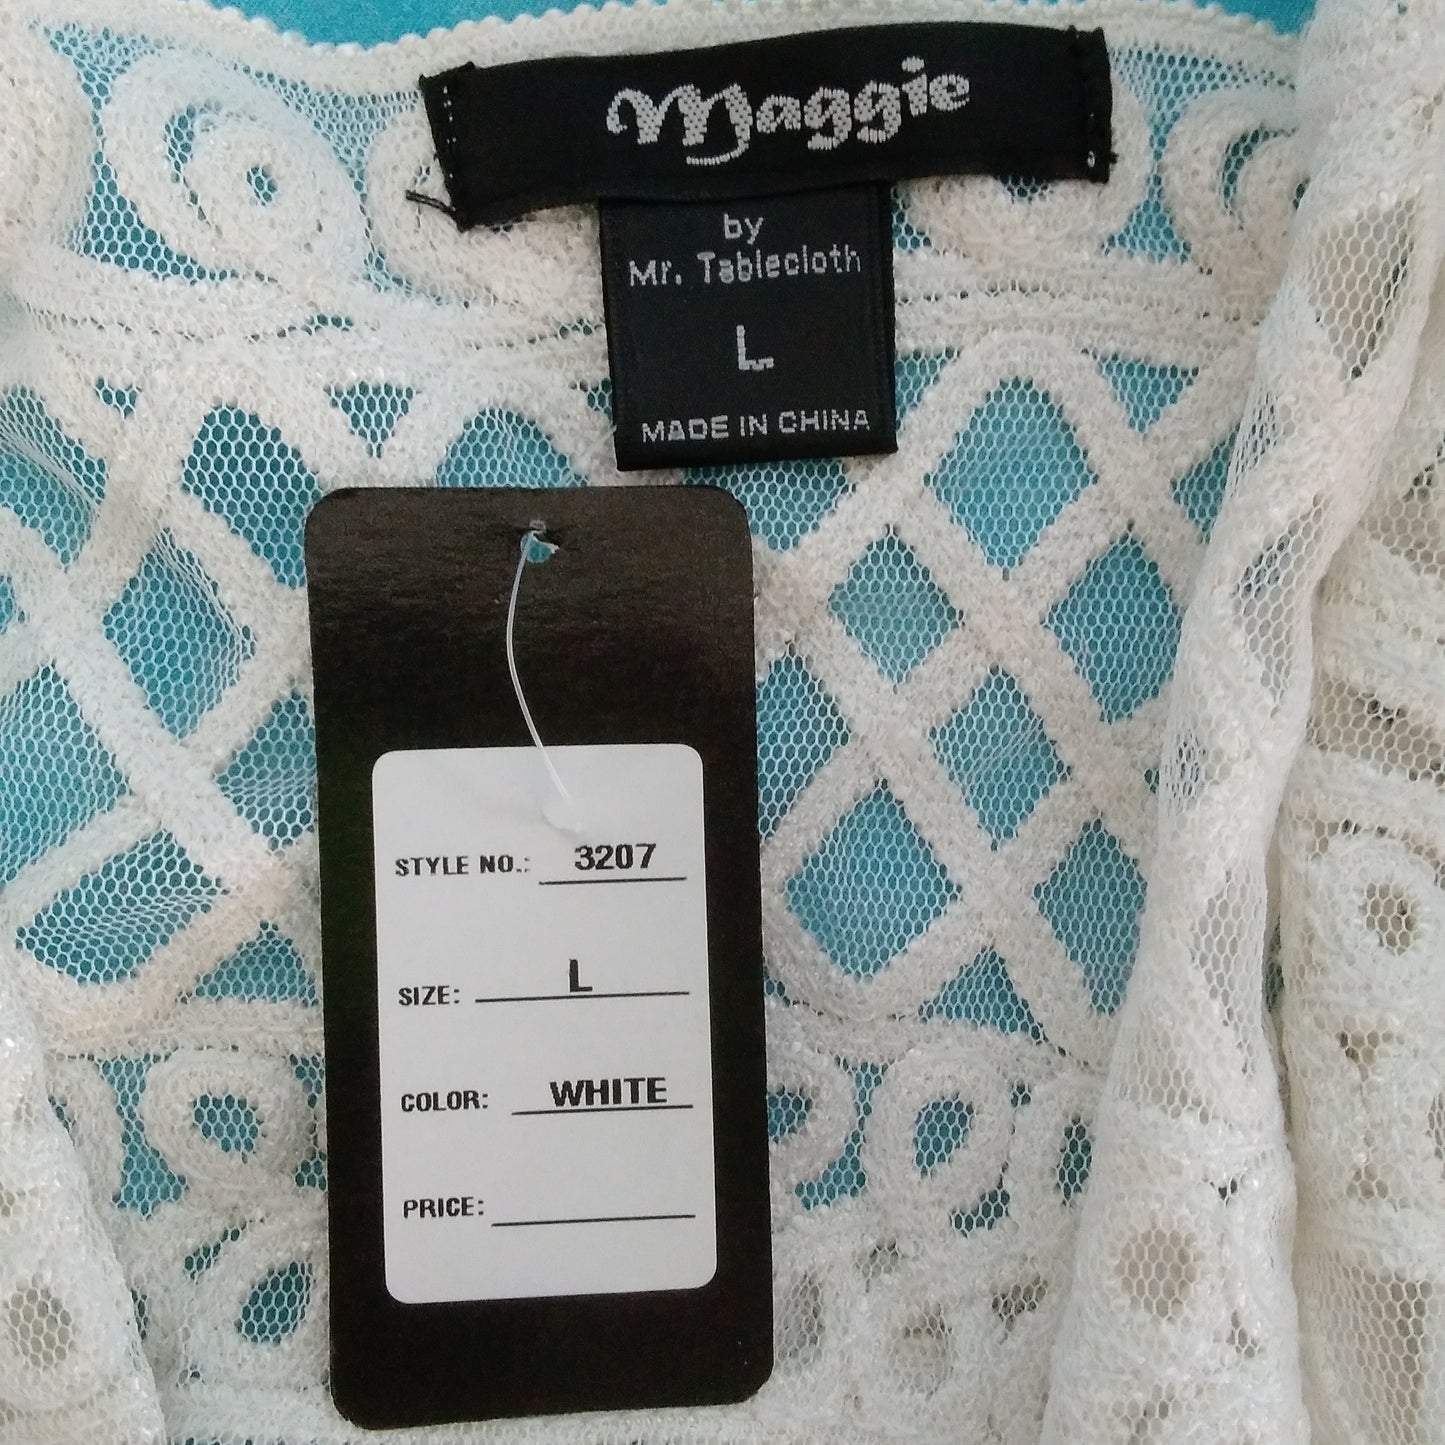 Maggie
by
Mr. Tablecloth
L
MADE IN CHINA
STYLE NO.: 3207
SIZE: L
COLOR: WHITE
PRICE: